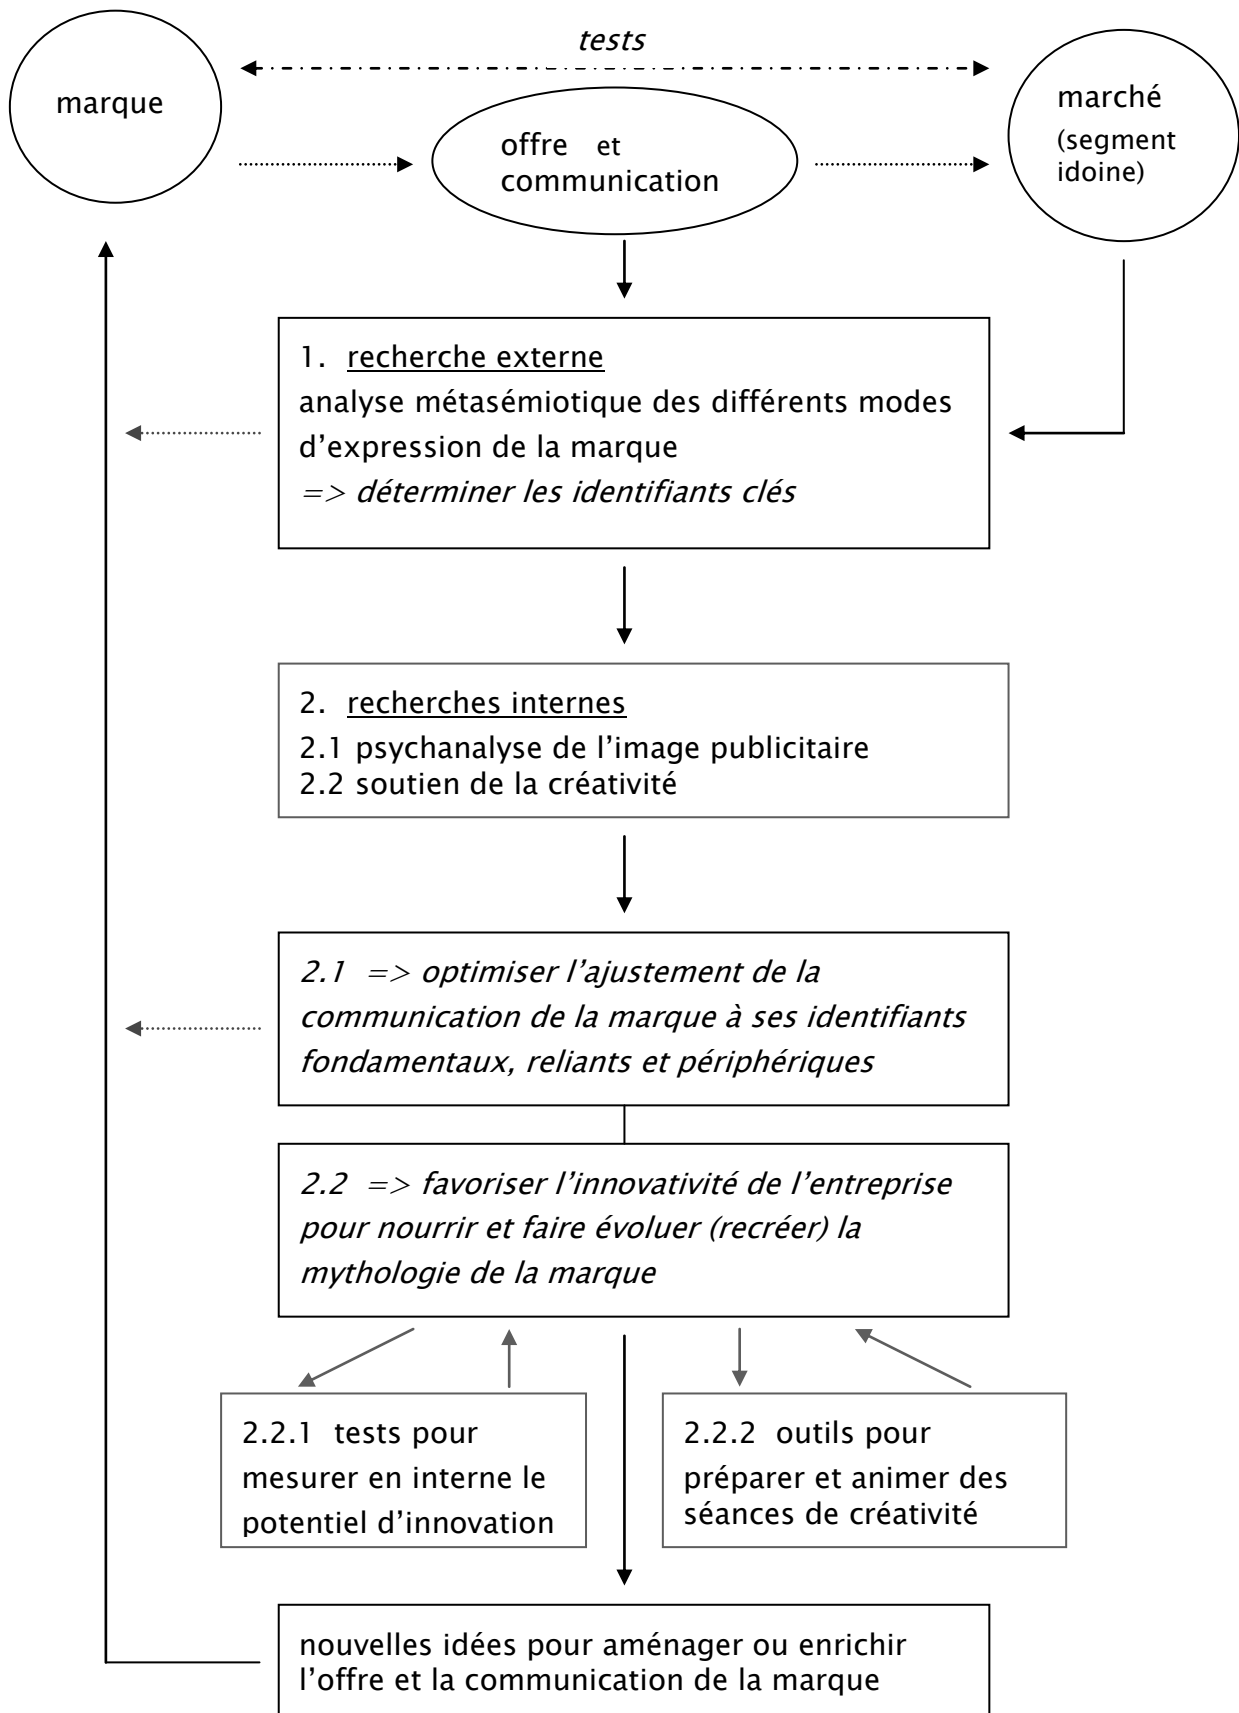 tests
marque
offre et
communication
marché
(segment
idoine)
1. recherche externe
analyse métasémiotique des différents modes
d’expression de la marque
=> déterminer les identifiants clés
2. recherches internes
2.1 psychanalyse de l’image publicitaire
2.2 soutien de la créativité
2.1 => optimiser l’ajustement de la
communication de la marque à ses identifiants
fondamentaux, reliants et périphériques
2.2 => favoriser l’innovativité de l’entreprise
pour nourrir et faire évoluer (recréer) la
mythologie de la marque
2.2.1 tests pour
mesurer en interne le
potentiel d’innovation
2.2.2 outils pour
préparer et animer des
séances de créativité
nouvelles idées pour aménager ou enrichir
l’offre et la communication de la marque